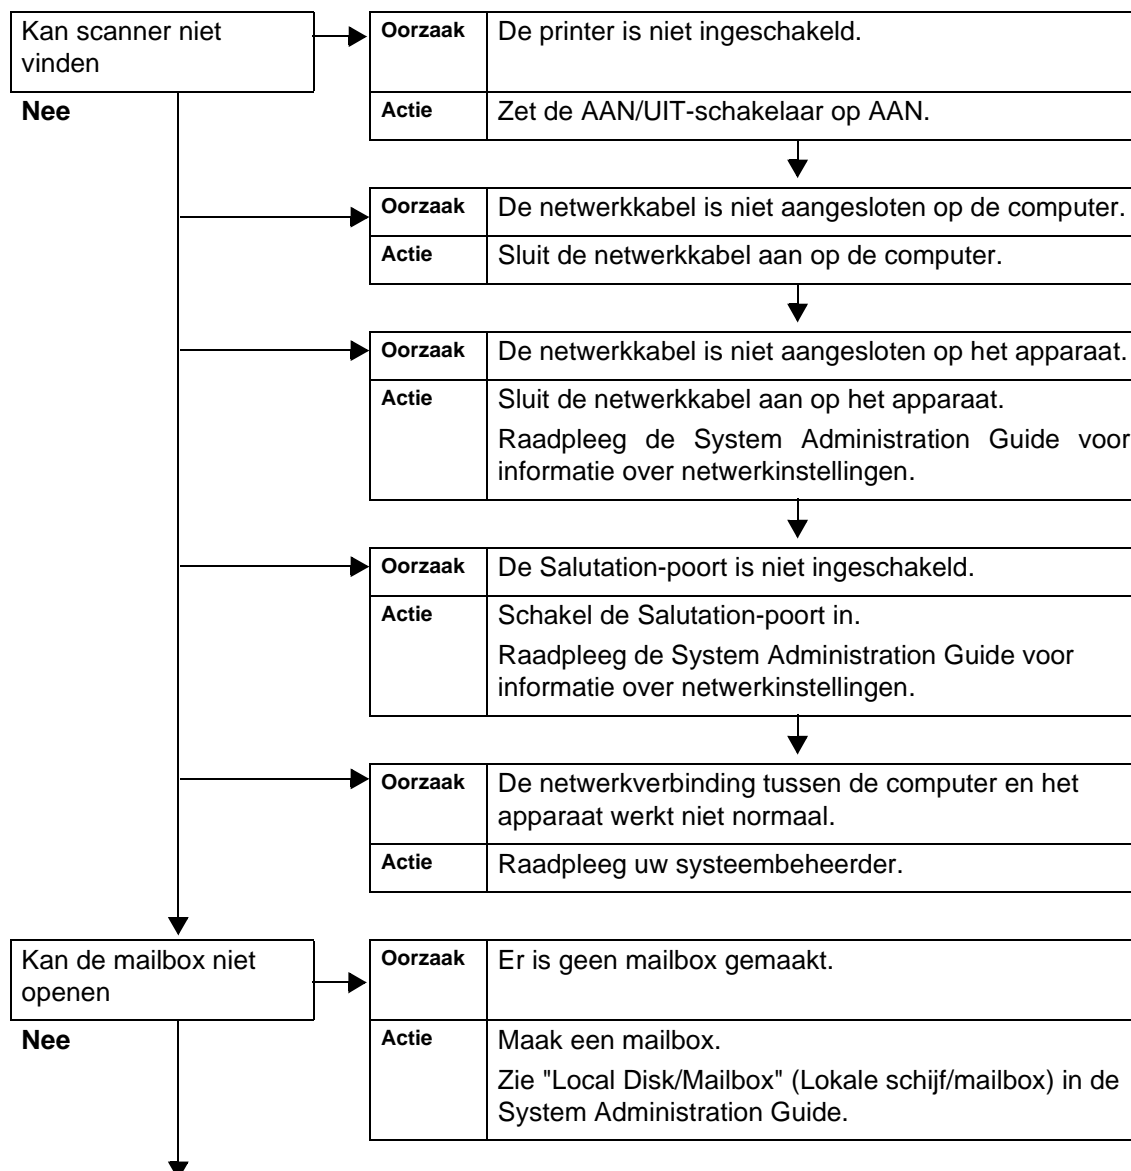 Kan scanner niet
vinden
Nee
Oorzaak De printer is niet ingeschakeld.
Actie Zet de AAN/UIT-schakelaar op AAN.
Oorzaak De netwerkkabel is niet aangesloten op de computer.
Actie Sluit de netwerkkabel aan op de computer.
Oorzaak De netwerkkabel is niet aangesloten op het apparaat.
Actie Sluit de netwerkkabel aan op het apparaat.
Raadpleeg de System Administration Guide voor
informatie over netwerkinstellingen.
Oorzaak De Salutation-poort is niet ingeschakeld.
Actie Schakel de Salutation-poort in.
Raadpleeg de System Administration Guide voor
informatie over netwerkinstellingen.
Oorzaak De netwerkverbinding tussen de computer en het
apparaat werkt niet normaal.
Actie Raadpleeg uw systeembeheerder.
Kan de mailbox niet
openen
Nee
Oorzaak Er is geen mailbox gemaakt.
Actie Maak een mailbox.
Zie "Local Disk/Mailbox" (Lokale schijf/mailbox) in de
System Administration Guide.